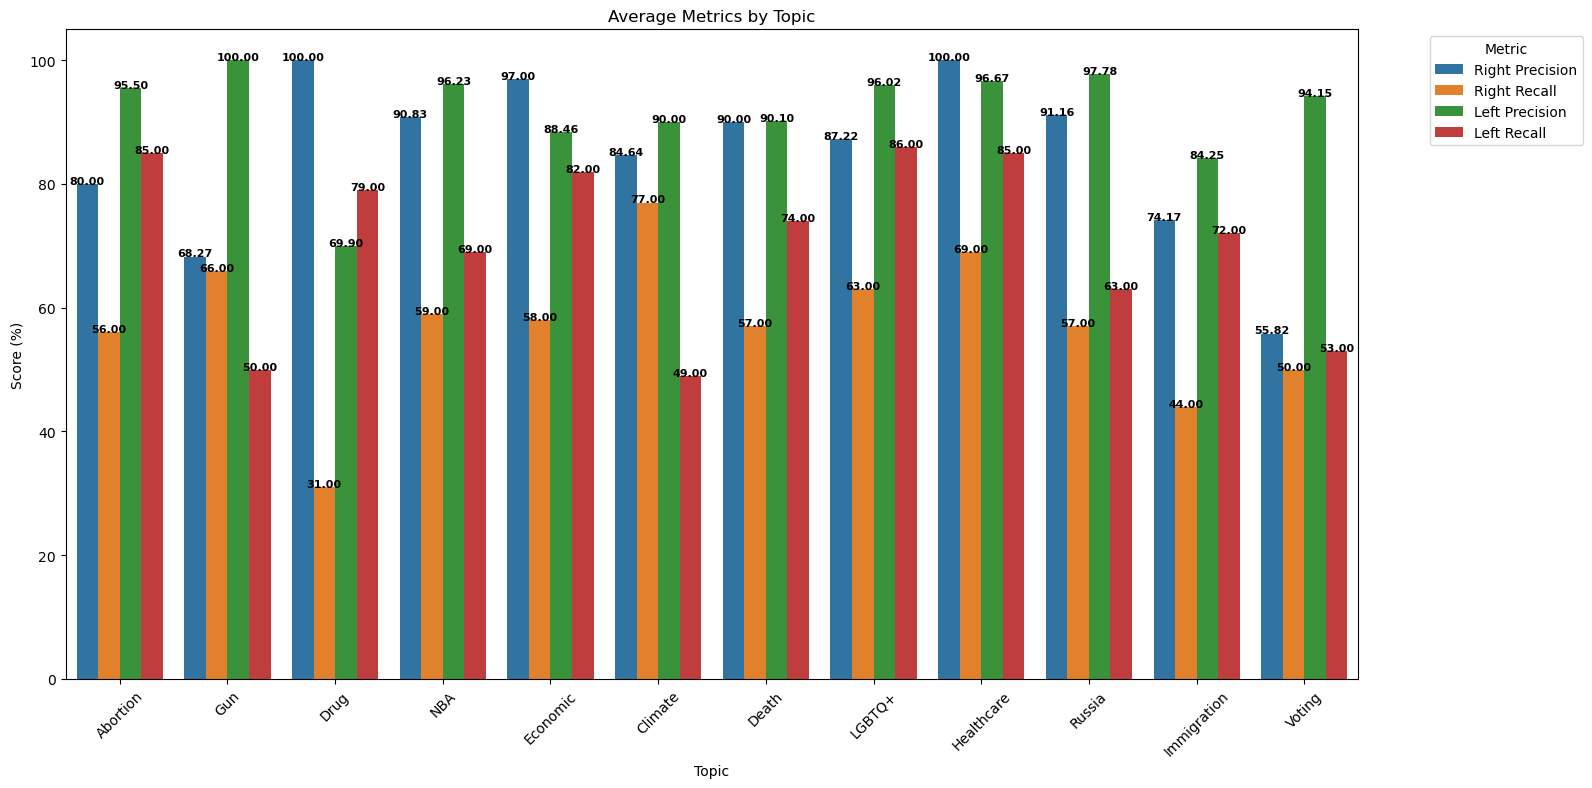 Average Metrics by Topic
Metric
Right Precision
Right Recall
Left Precision
Left Recall
Score (%)
100
80
60
40
20
0
80.00 56.00 95.50 85.00
68.27 66.00 100.00 50.00
100.00 31.00 69.90 79.00
90.83 59.00 96.23 69.00
97.00 58.00 88.46 82.00
84.64 77.00 90.00 49.00
90.00 57.00 90.10 74.00
87.22 63.00 96.02 86.00
100.00 69.00 96.67 85.00
91.16 57.00 97.78 63.00
74.17 44.00 84.25 72.00
55.82 50.00 94.15 53.00
Abortion
Gun
Drug
NBA
Economic
Climate
Death
LGBTQ+
Healthcare
Russia
Immigration
Voting
Topic